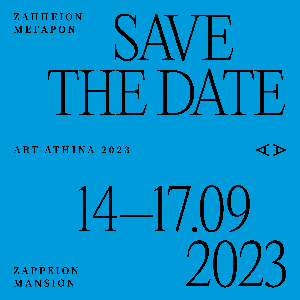 ΖΑΠΠΕΙΟΝ
ΜΕΓΑΡΟΝ
SAVE
THE DATE
ART ATHINA 2023
14—17.09
2023
ZAPPEION
MANSION